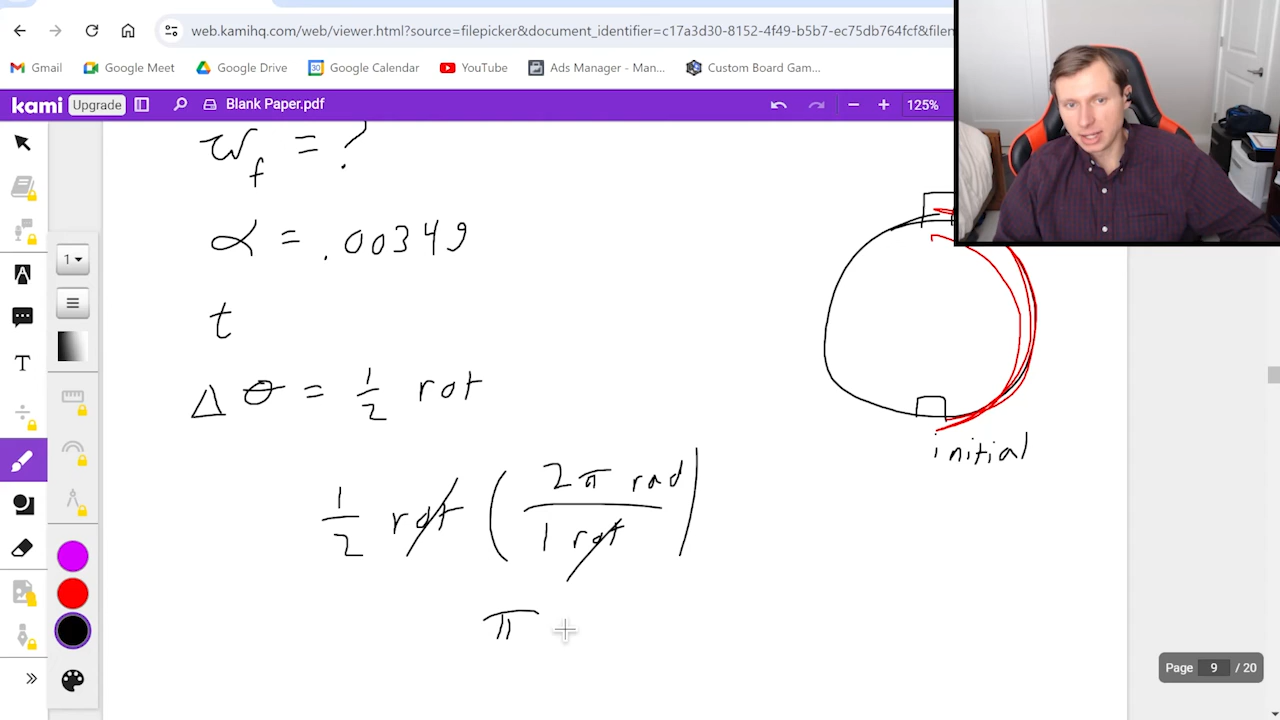 web.kamihq.com/web/viewer.html?source=filepicker&document_identifier=c17a3d30-8152-4f49-b5b7-ec75db764fcf&filen
Gmail Google Meet Google Drive 30 Google Calendar YouTube Ads Manager - Man... Custom Board Gam...
kami Upgrade Blank Paper.pdf 125%
ω_f = ?
α = .00349
t
Δθ = 1/2 rot
1/2 rot (2π rad / 1 rot)
π
initial
1
A
T
Page 9 / 20